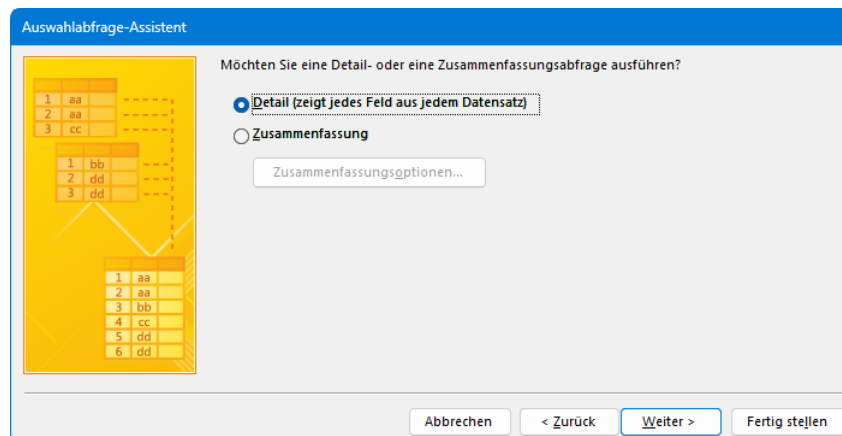 Auswahlabfrage-Assistent
Möchten Sie eine Detail- oder eine Zusammenfassungsabfrage ausführen?
Detail (zeigt jedes Feld aus jedem Datensatz)
Zusammenfassung
Zusammenfassungsoptionen...
1 aa
2 aa
3 cc
1 bb
2 dd
3 dd
1 aa
2 aa
3 bb
4 cc
5 dd
6 dd
Abbrechen
< Zurück
Weiter >
Fertig stellen